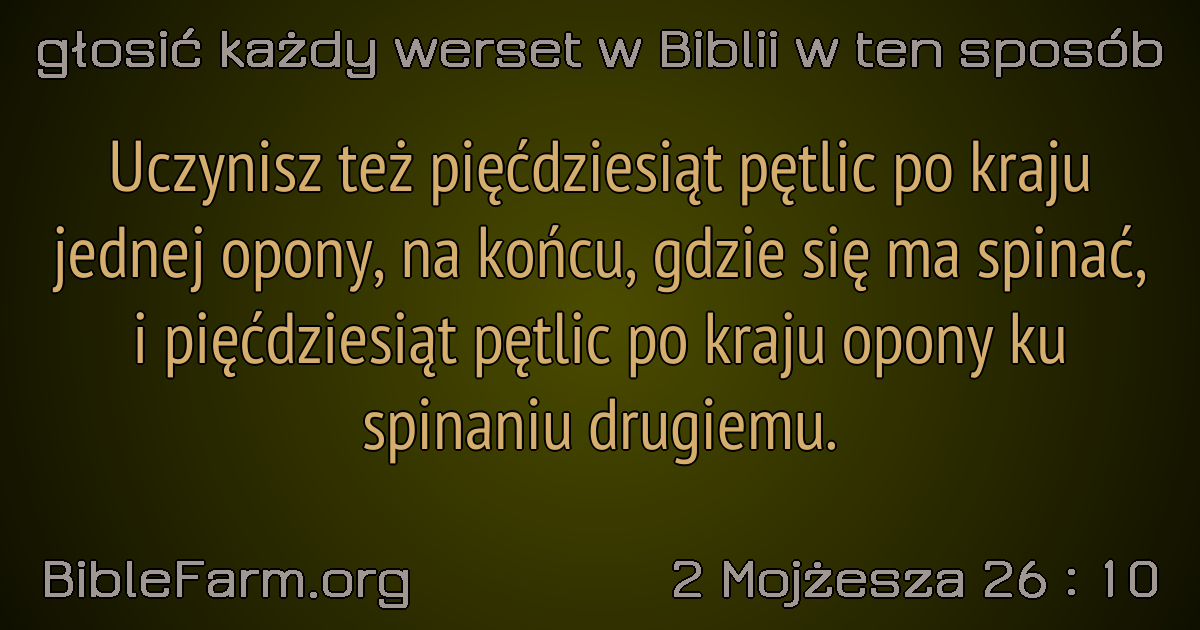 głosić każdy werset w Biblii w ten sposób
Uczynisz też pięćdziesiąt pętlic po kraju
jednej opony, na końcu, gdzie się ma spinać,
i pięćdziesiąt pętlic po kraju opony ku
spinaniu drugiemu.
BibleFarm.org
2 Mojżesza 26 : 10